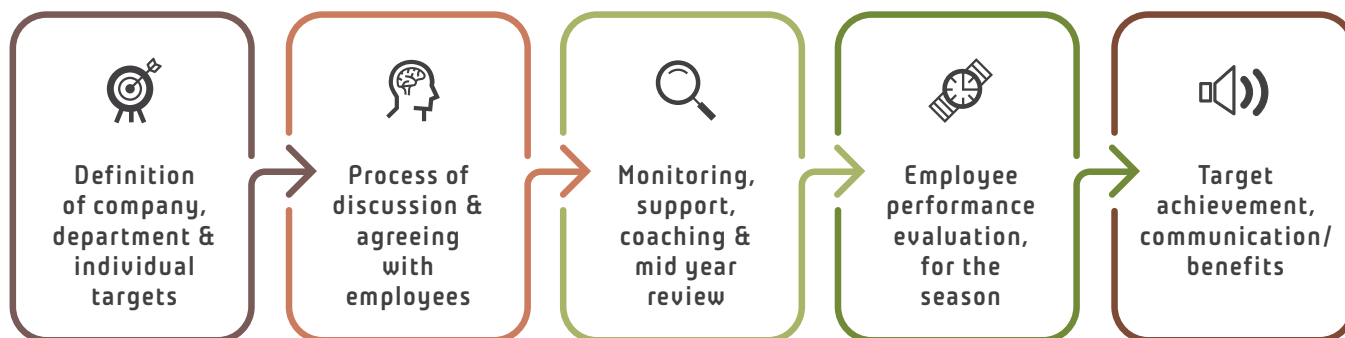 Definition
of company,
department &
individual
targets
Process of
discussion &
agreeing
with
employees
Monitoring,
support,
coaching &
mid year
review
Employee
performance
evaluation,
for the
season
Target
achievement,
communication/
benefits